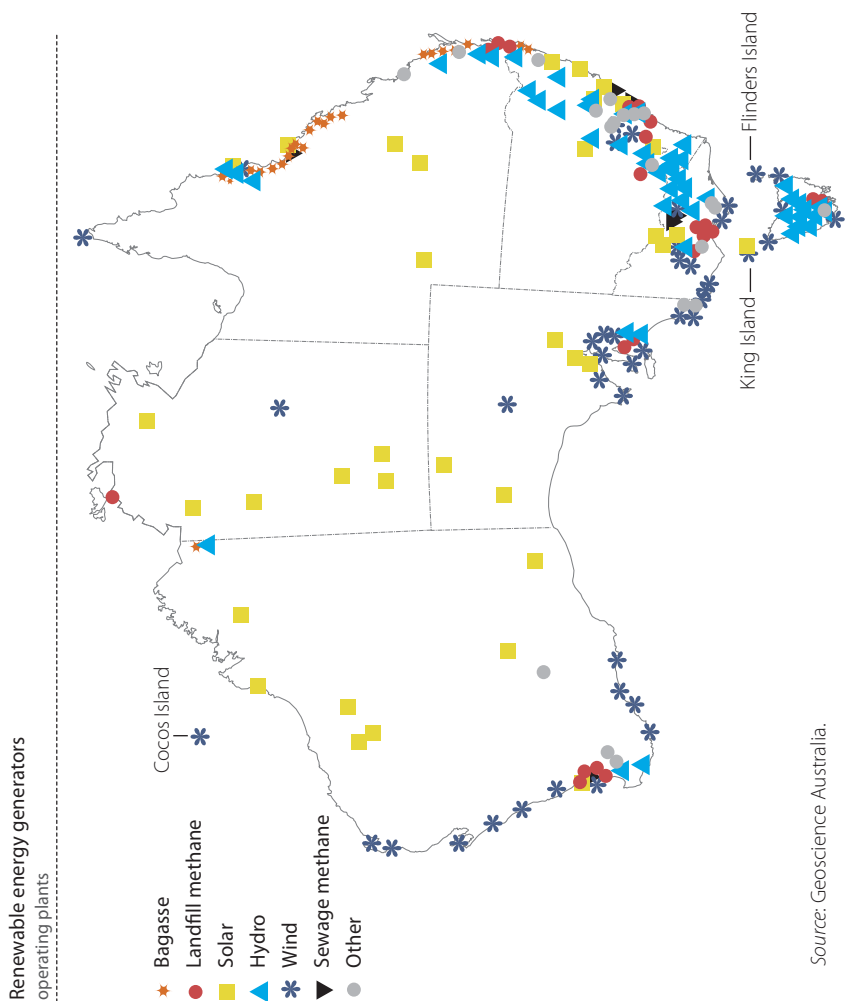 Renewable energy generators
operating plants
Cocos Island
Bagasse
Landfill methane
Solar
Hydro
Wind
Sewage methane
Other
King Island
Flinders Island
Source: Geoscience Australia.